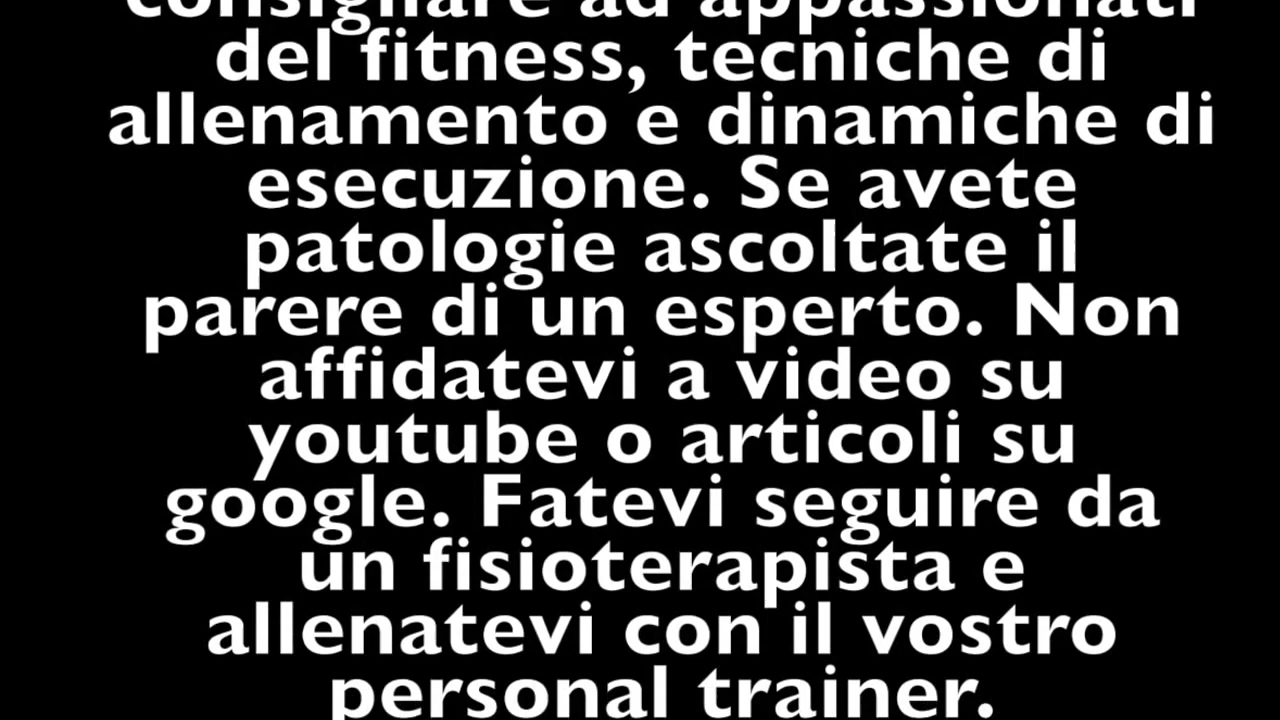 consigliare ad appassionati
del fitness, tecniche di
allenamento e dinamiche di
esecuzione. Se avete
patologie ascoltate il
parere di un esperto. Non
affidatevi a video su
youtube o articoli su
google. Fatevi seguire da
un fisioterapista e
allenatevi con il vostro
personal trainer.